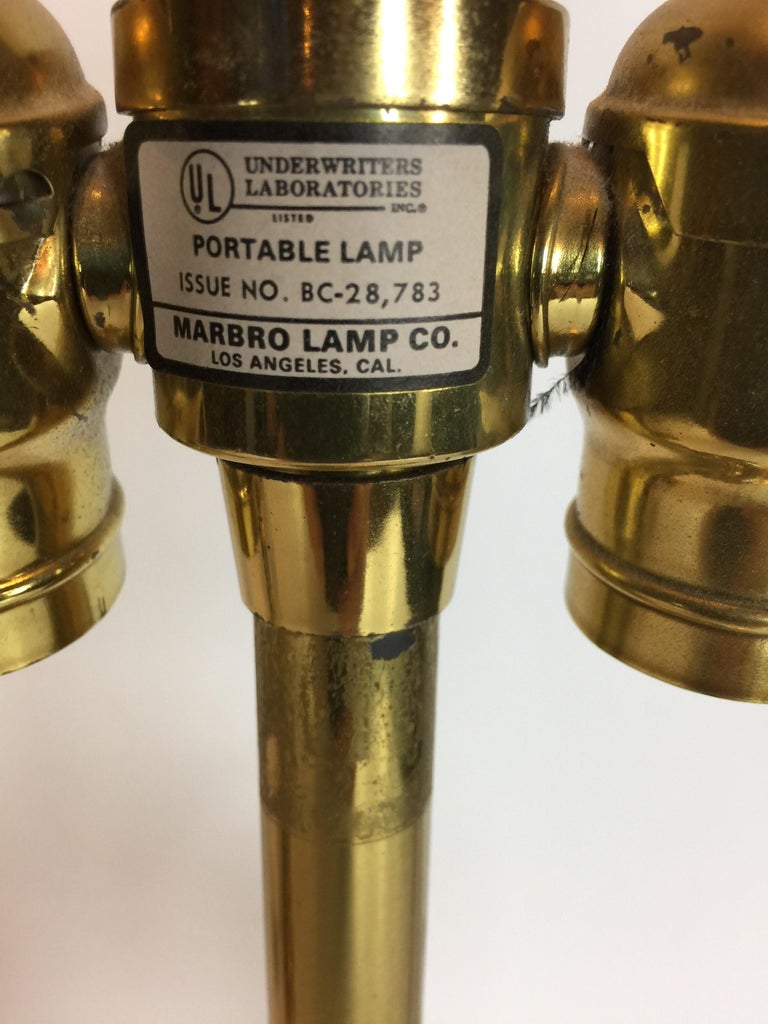 UL
UNDERWRITERS
LABORATORIES
INC.®
LISTED
PORTABLE LAMP
ISSUE NO. BC-28,783
MARBRO LAMP CO.
LOS ANGELES, CAL.